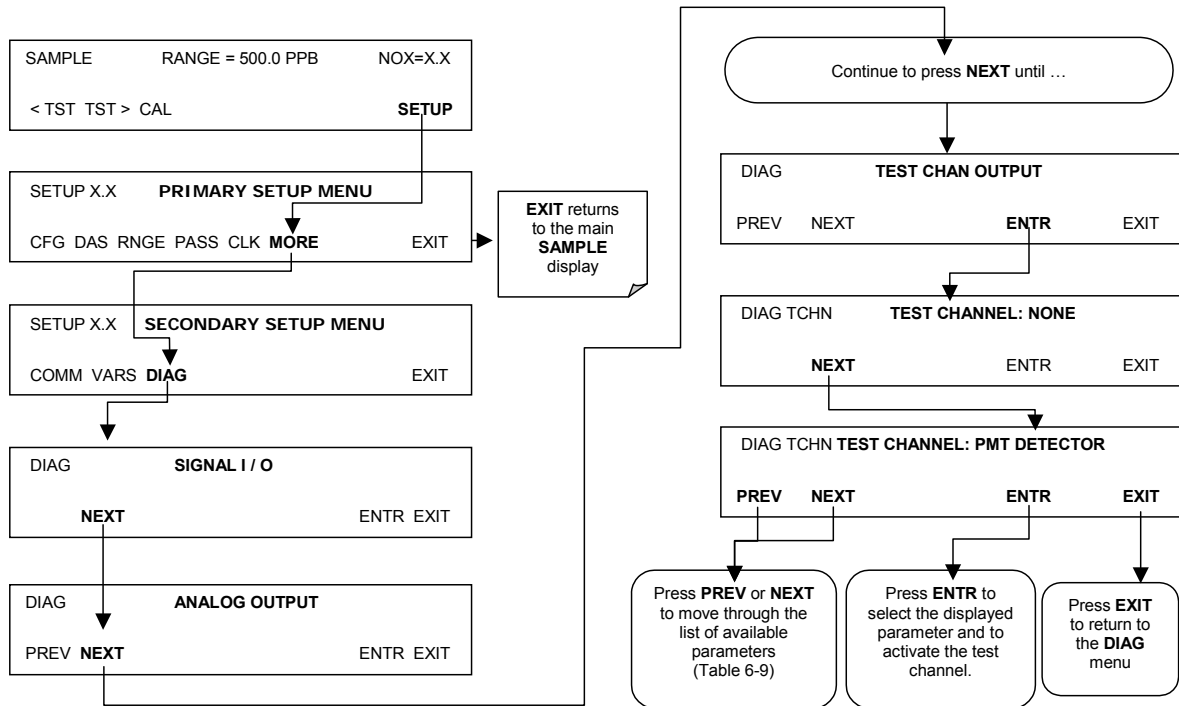 SAMPLE RANGE = 500.0 PPB NOX=X.X
< TST TST > CAL SETUP
SETUP X.X PRIMARY SETUP MENU
CFG DAS RNGE PASS CLK MORE EXIT
EXIT returns
to the main
SAMPLE
display
SETUP X.X SECONDARY SETUP MENU
COMM VARS DIAG EXIT
DIAG SIGNAL I / O
NEXT ENTR EXIT
DIAG ANALOG OUTPUT
PREV NEXT ENTR EXIT
Continue to press NEXT until …
DIAG TEST CHAN OUTPUT
PREV NEXT ENTR EXIT
DIAG TCHN TEST CHANNEL: NONE
NEXT ENTR EXIT
DIAG TCHN TEST CHANNEL: PMT DETECTOR
PREV NEXT ENTR EXIT
Press PREV or NEXT
to move through the
list of available
parameters
(Table 6-9)
Press ENTR to
select the displayed
parameter and to
activate the test
channel.
Press EXIT
to return to
the DIAG
menu